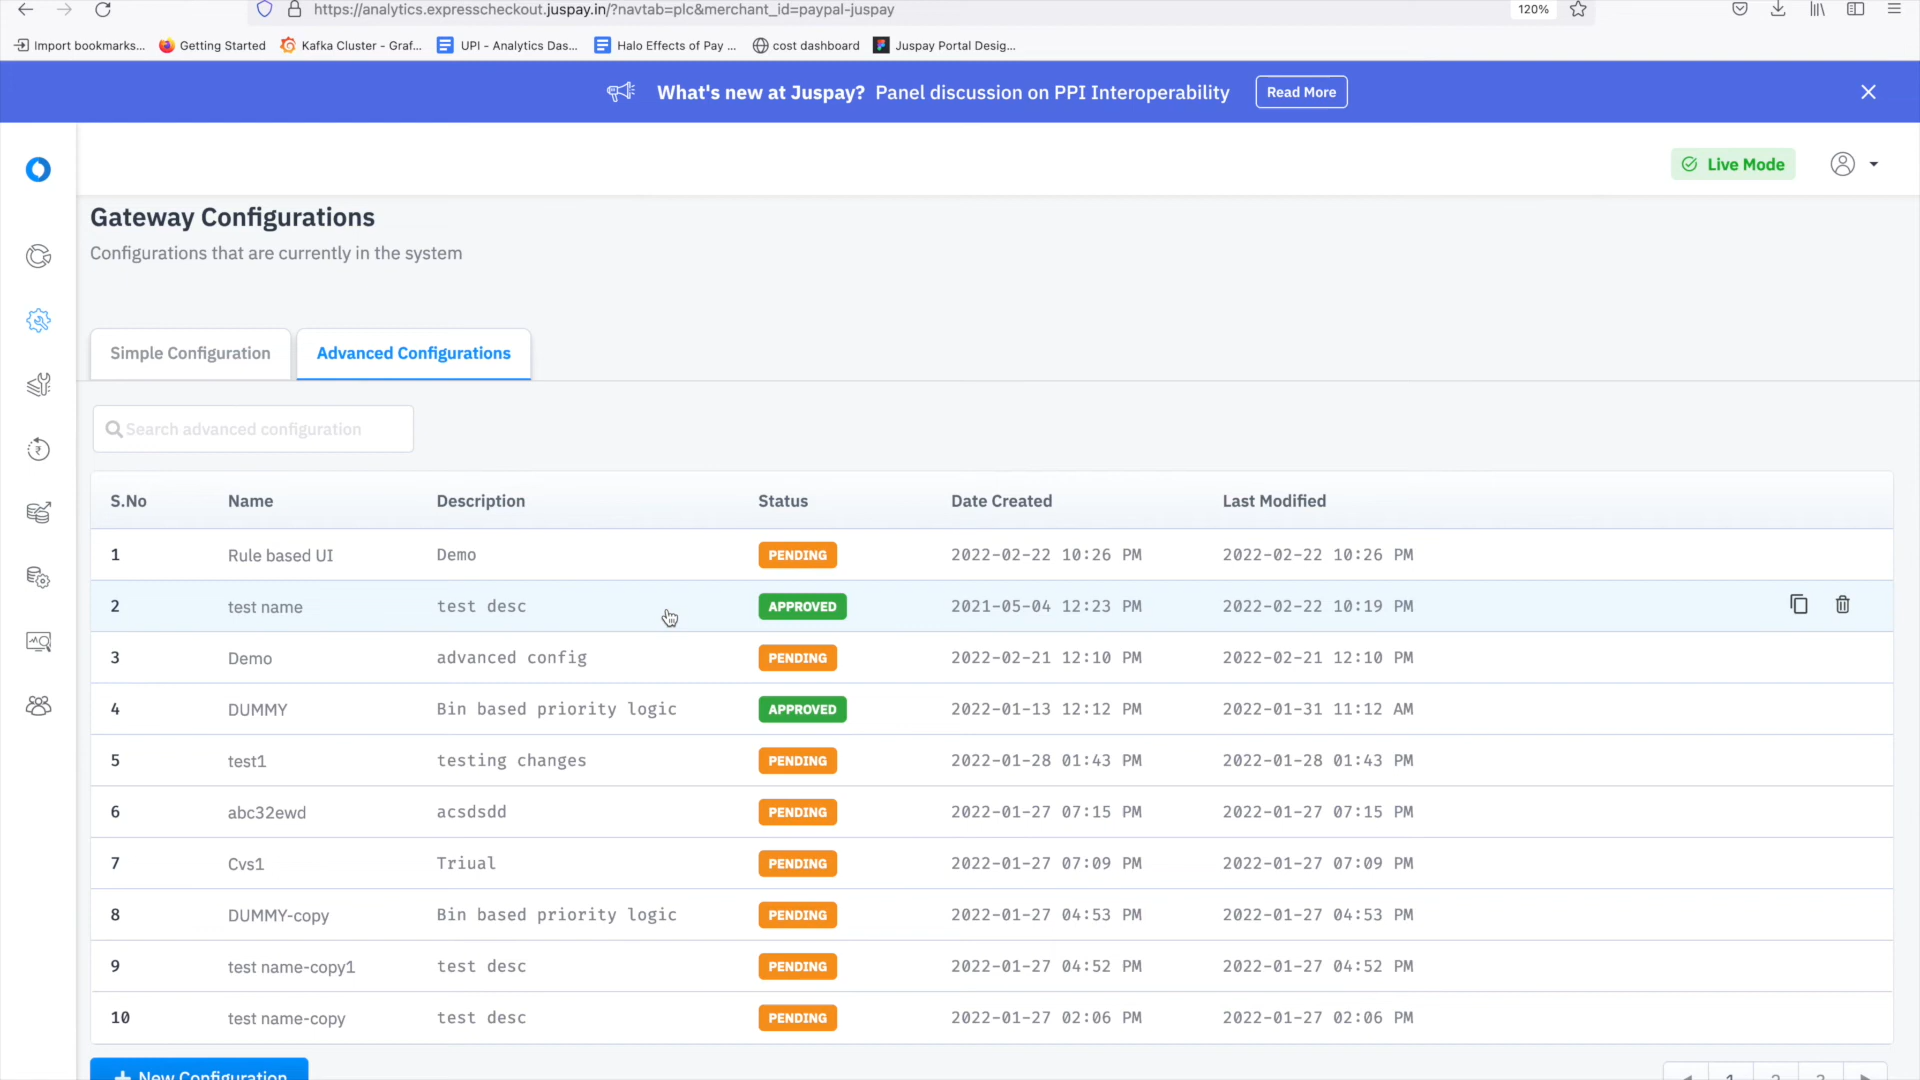 https://analytics.expresscheckout.juspay.in/?navtab=plc&merchant_id=paypal-juspay 120%
Import bookmarks... Getting Started Kafka Cluster - Graf... UPI - Analytics Das... Halo Effects of Pay ... cost dashboard Juspay Portal Desig...
What's new at Juspay? Panel discussion on PPI Interoperability Read More
Live Mode
Gateway Configurations
Configurations that are currently in the system
Simple Configuration Advanced Configurations
Search advanced configuration
S.No Name Description Status Date Created Last Modified
1 Rule based UI Demo PENDING 2022-02-22 10:26 PM 2022-02-22 10:26 PM
2 test name test desc APPROVED 2021-05-04 12:23 PM 2022-02-22 10:19 PM
3 Demo advanced config PENDING 2022-02-21 12:10 PM 2022-02-21 12:10 PM
4 DUMMY Bin based priority logic APPROVED 2022-01-13 12:12 PM 2022-01-31 11:12 AM
5 test1 testing changes PENDING 2022-01-28 01:43 PM 2022-01-28 01:43 PM
6 abc32ewd acsdsdd PENDING 2022-01-27 07:15 PM 2022-01-27 07:15 PM
7 Cvs1 Triual PENDING 2022-01-27 07:09 PM 2022-01-27 07:09 PM
8 DUMMY-copy Bin based priority logic PENDING 2022-01-27 04:53 PM 2022-01-27 04:53 PM
9 test name-copy1 test desc PENDING 2022-01-27 04:52 PM 2022-01-27 04:52 PM
10 test name-copy test desc PENDING 2022-01-27 02:06 PM 2022-01-27 02:06 PM
+ New Configuration 1 2 3